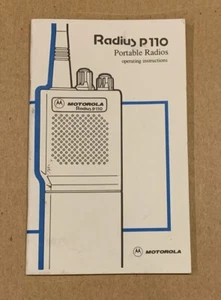 Radius P110
Portable Radios
operating instructions
MOTOROLA
Radius P110
MOTOROLA